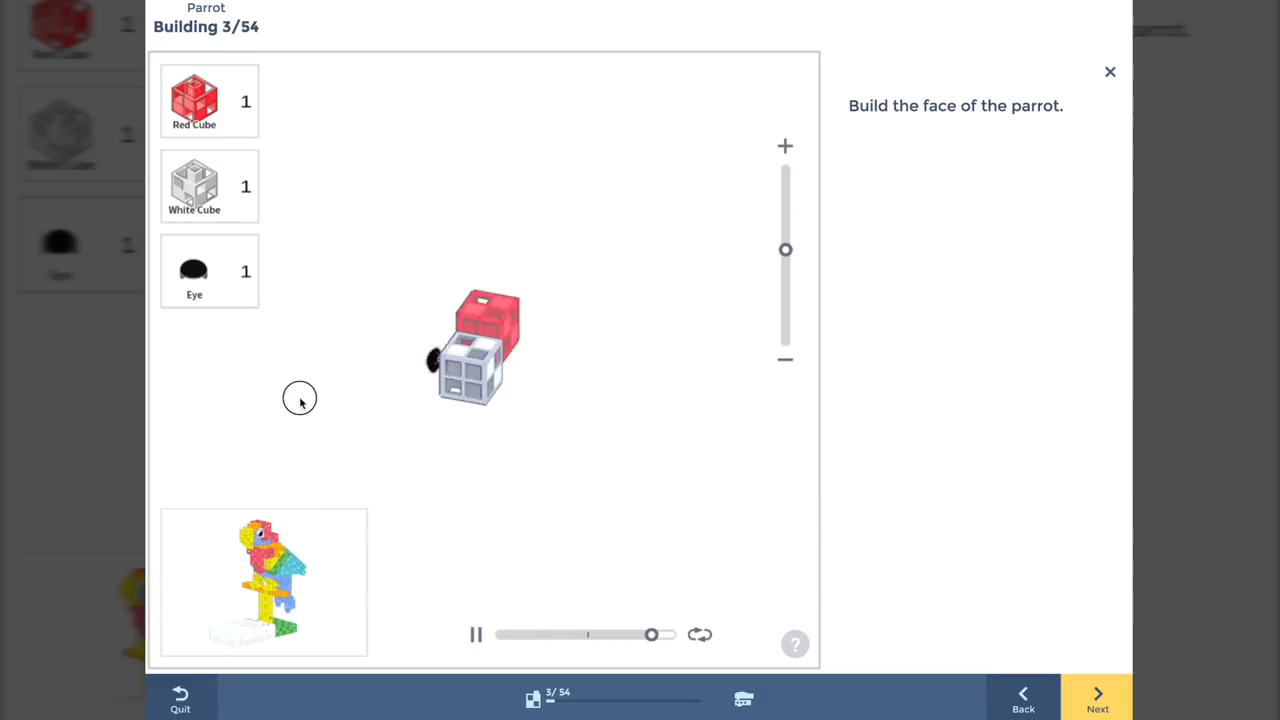 Parrot
Building 3/54
Red Cube
1
White Cube
1
Eye
1
Build the face of the parrot.
?
Quit
3/ 54
Back
Next